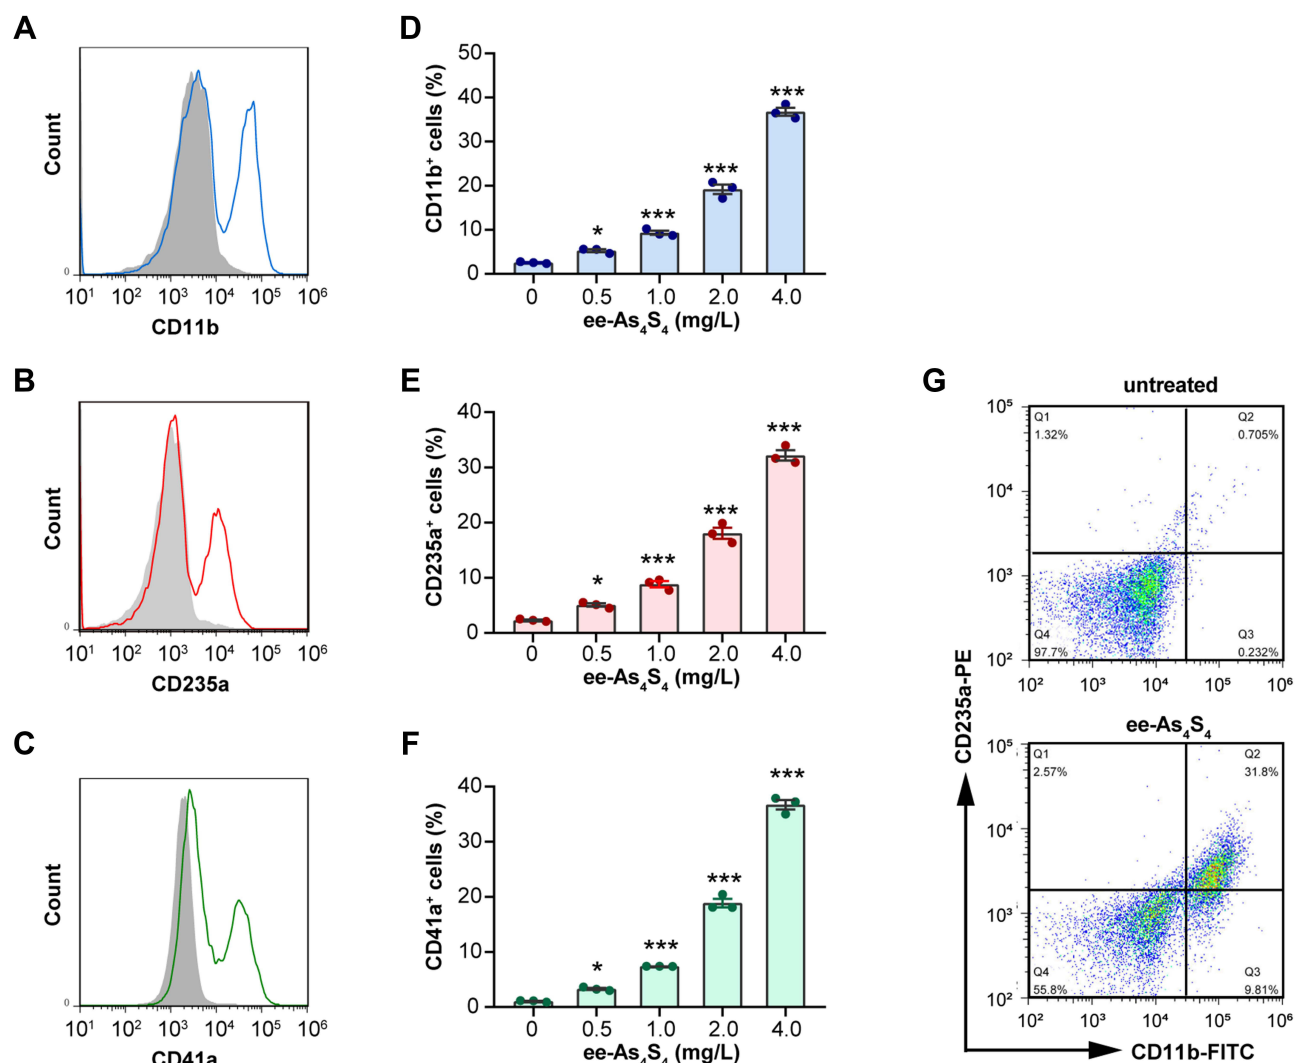 A
Count
0
10¹ 10² 10³ 10⁴ 10⁵ 10⁶
CD11b
D
CD11b⁺ cells (%)
50
40
30
20
10
0
*
***
***
***
0 0.5 1.0 2.0 4.0
ee-As₄S₄ (mg/L)
B
Count
0
10¹ 10² 10³ 10⁴ 10⁵ 10⁶
CD235a
E
CD235a⁺ cells (%)
40
30
20
10
0
*
***
***
***
0 0.5 1.0 2.0 4.0
ee-As₄S₄ (mg/L)
C
Count
0
10¹ 10² 10³ 10⁴ 10⁵ 10⁶
CD41a
F
CD41a⁺ cells (%)
40
30
20
10
0
*
***
***
***
0 0.5 1.0 2.0 4.0
ee-As₄S₄ (mg/L)
G
untreated
10⁵
10⁴
10³
10²
Q1
1.32%
Q2
0.705%
Q4
97.7%
Q3
0.232%
10² 10³ 10⁴ 10⁵ 10⁶
ee-As₄S₄
10⁵
10⁴
10³
10²
Q1
2.57%
Q2
31.8%
Q4
55.8%
Q3
9.81%
10² 10³ 10⁴ 10⁵ 10⁶
CD235a-PE
CD11b-FITC